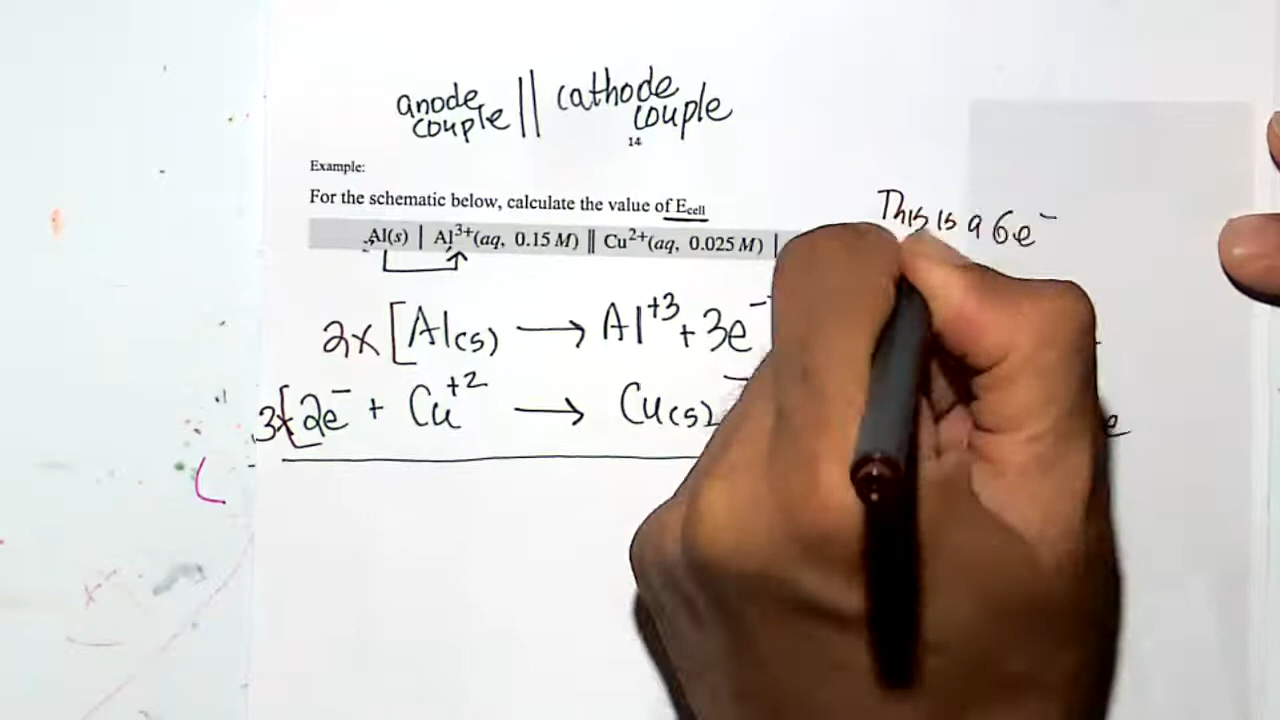 anode || cathode
couple couple
14
Example:
For the schematic below, calculate the value of Ecell
Al(s) | Al³⁺(aq, 0.15 M) || Cu²⁺(aq, 0.025 M) |
This is a 6e⁻
2x [Al(s) ⟶ Al⁺³ + 3e⁻
3x[2e⁻ + Cu⁺² ⟶ Cu(s)